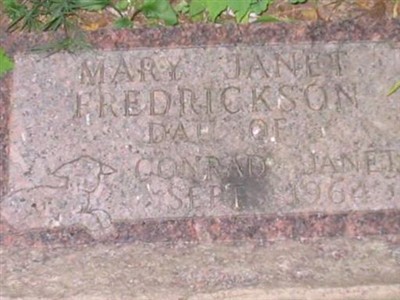 MARY JANET
FREDRICKSON
DAU OF
CONRAD JANET
SEPT. 1964